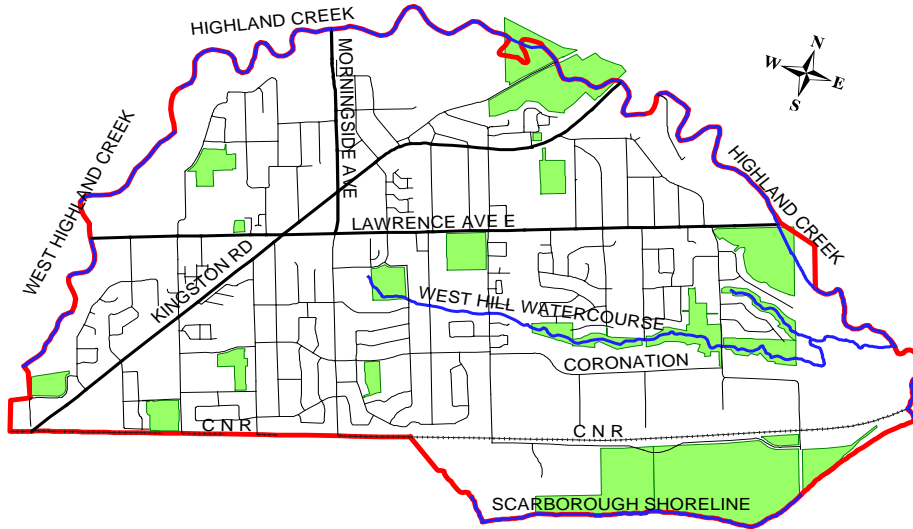 HIGHLAND CREEK
MORNINGSIDE AVE
N
W
E
S
WEST HIGHLAND CREEK
HIGHLAND CREEK
LAWRENCE AVE E
KINGSTON RD
WEST HILL WATERCOURSE
CORONATION
C N R
C N R
SCARBOROUGH SHORELINE